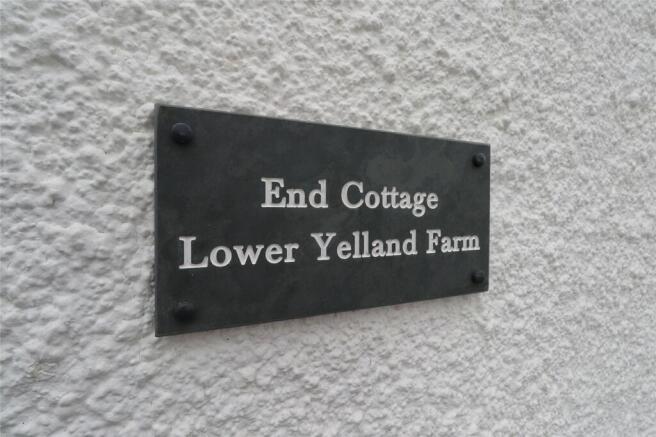 End Cottage
Lower Yelland Farm